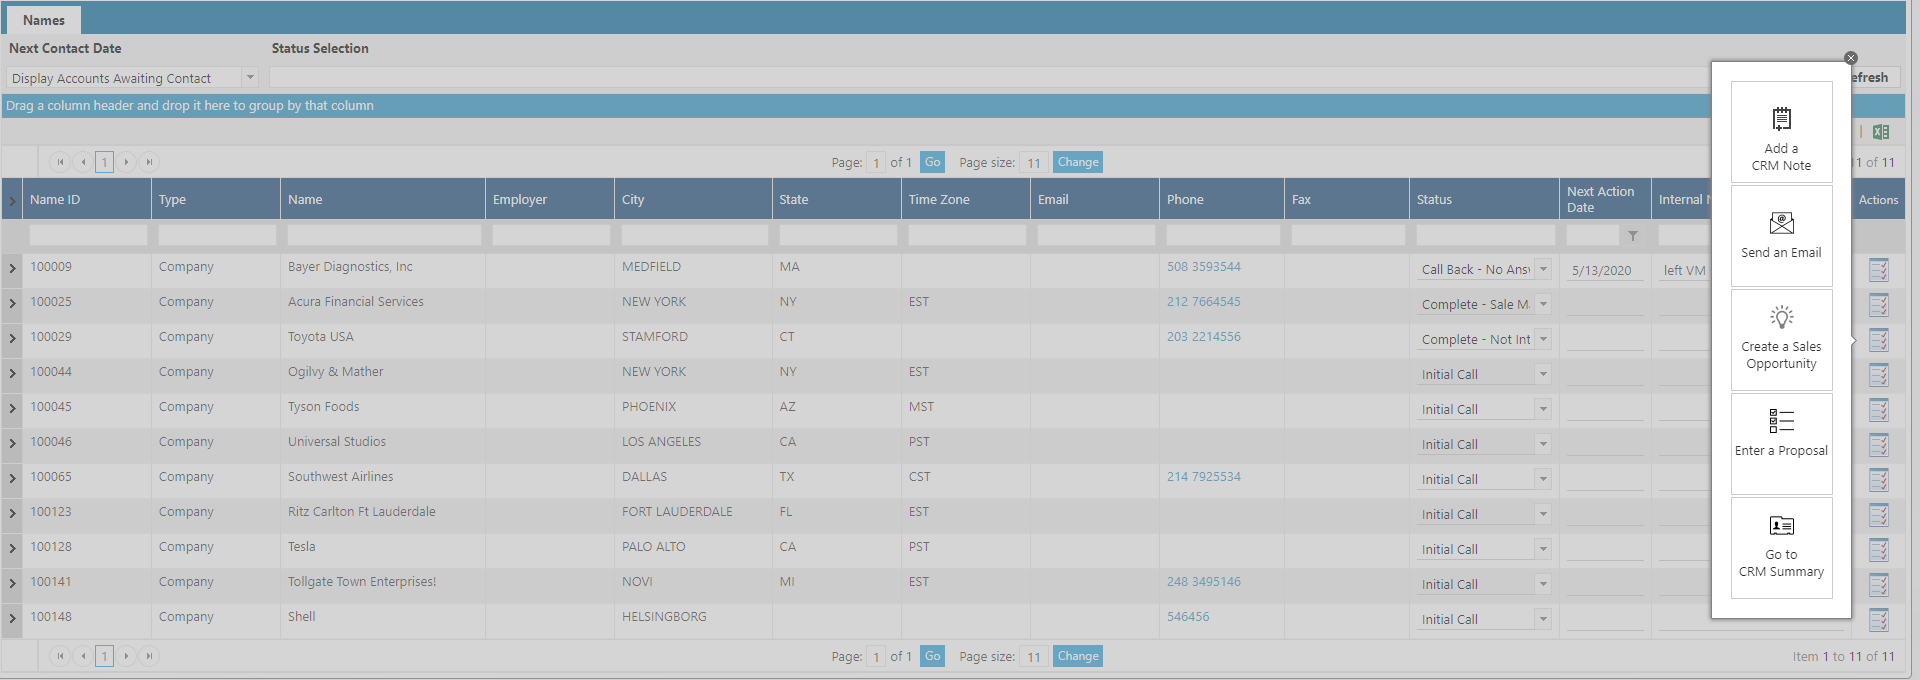 Names
Next Contact Date Status Selection
Display Accounts Awaiting Contact
efresh
Drag a column header and drop it here to group by that column
1 Page: 1 of 1 Go Page size: 11 Change 11 of 11
Name ID Type Name Employer City State Time Zone Email Phone Fax Status Next Action Date Internal Actions
100009 Company Bayer Diagnostics, Inc MEDFIELD MA 508 3593544 Call Back - No Ans 5/13/2020 left VM
100025 Company Acura Financial Services NEW YORK NY EST 212 7664545 Complete - Sale M
100029 Company Toyota USA STAMFORD CT 203 2214556 Complete - Not Int
100044 Company Ogilvy & Mather NEW YORK NY EST Initial Call
100045 Company Tyson Foods PHOENIX AZ MST Initial Call
100046 Company Universal Studios LOS ANGELES CA PST Initial Call
100065 Company Southwest Airlines DALLAS TX CST 214 7925534 Initial Call
100123 Company Ritz Carlton Ft Lauderdale FORT LAUDERDALE FL EST Initial Call
100128 Company Tesla PALO ALTO CA PST Initial Call
100141 Company Tollgate Town Enterprises! NOVI MI EST 248 3495146 Initial Call
100148 Company Shell HELSINGBORG 546456 Initial Call
1 Page: 1 of 1 Go Page size: 11 Change Item 1 to 11 of 11
Add a
CRM Note
Send an Email
Create a Sales
Opportunity
Enter a Proposal
Go to
CRM Summary